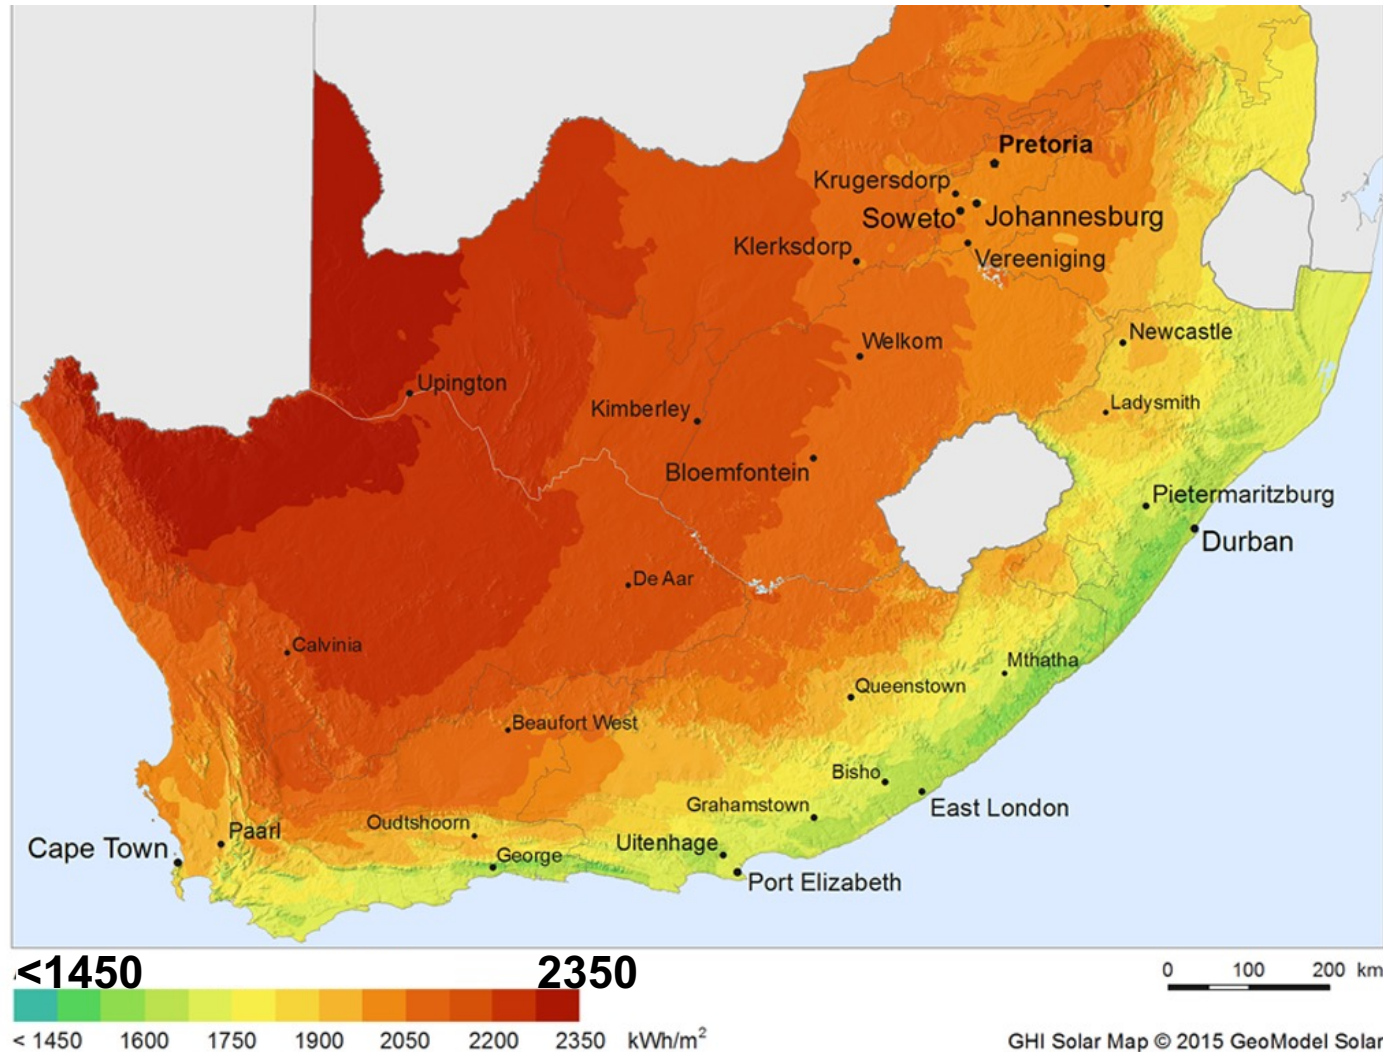 Pretoria
Krugersdorp
Soweto
Johannesburg
Klerksdorp
Vereeniging
Newcastle
Welkom
Upington
Kimberley
Ladysmith
Bloemfontein
Pietermaritzburg
Durban
De Aar
Calvinia
Mthatha
Queenstown
Beaufort West
Bisho
Grahamstown
East London
Oudtshoorn
Paarl
Uitenhage
Cape Town
George
Port Elizabeth
<1450 2350
0 100 200 km
< 1450 1600 1750 1900 2050 2200 2350 kWh/m²
GHI Solar Map © 2015 GeoModel Solar